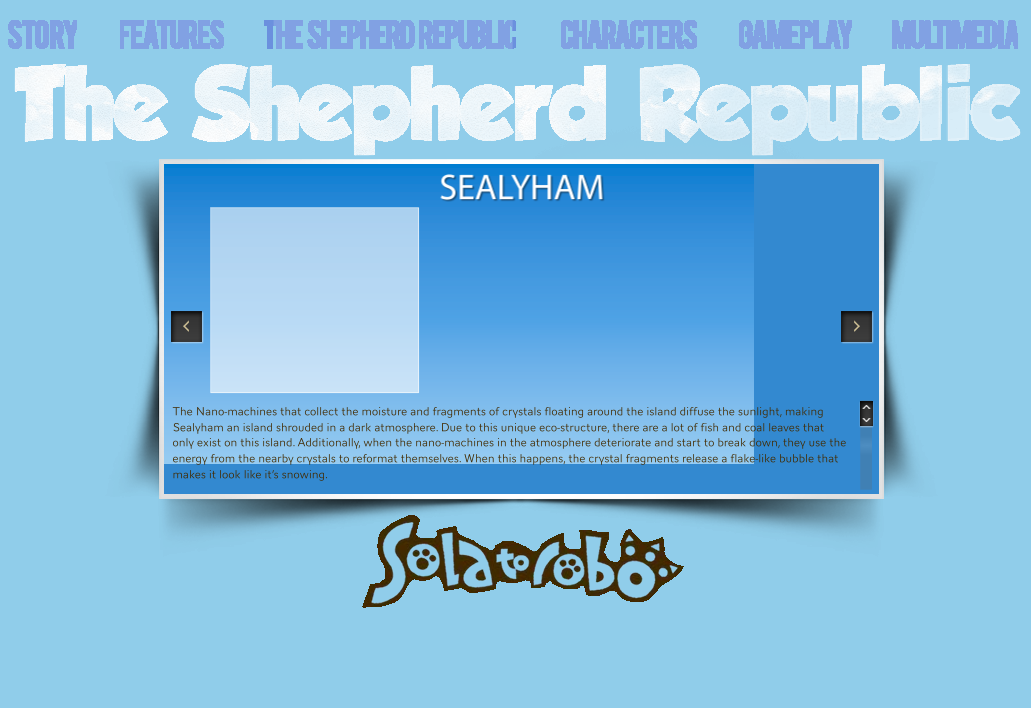 STORY FEATURES THE SHEPHERD REPUBLIC CHARACTERS GAMEPLAY MULTIMEDIA
The Shepherd Republic
SEALYHAM
The Nano-machines that collect the moisture and fragments of crystals floating around the island diffuse the sunlight, making
Sealyham an island shrouded in a dark atmosphere. Due to this unique eco-structure, there are a lot of fish and coal leaves that
only exist on this island. Additionally, when the nano-machines in the atmosphere deteriorate and start to break down, they use the
energy from the nearby crystals to reformat themselves. When this happens, the crystal fragments release a flake-like bubble that
makes it look like it's snowing.
Solatorobo